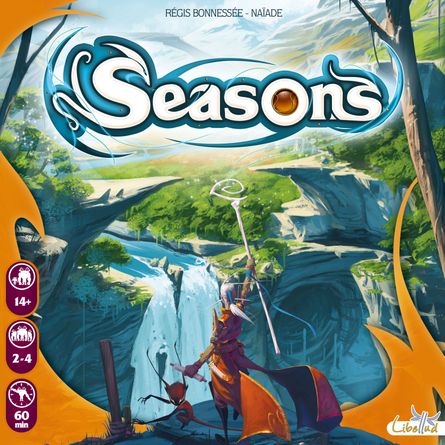 RÉGIS BONNESSÉE - NAÏADE
Seasons
14+
2-4
60
min
Libellud